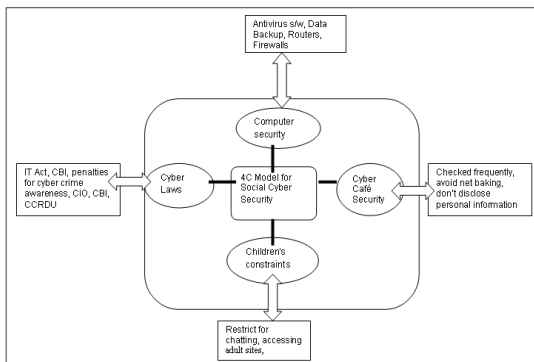 Antivirus s/w, Data
Backup, Routers,
Firewalls
Computer
security
IT Act, CBI, penalties
for cyber crime
awareness, CIO, CBI,
CCRDU
Cyber
Laws
4C Model for
Social Cyber
Security
Cyber
Café
Security
Checked frequently,
avoid net baking,
don't disclose
personal information
Children's
constraints
Restrict for
chatting, accessing
adult sites,